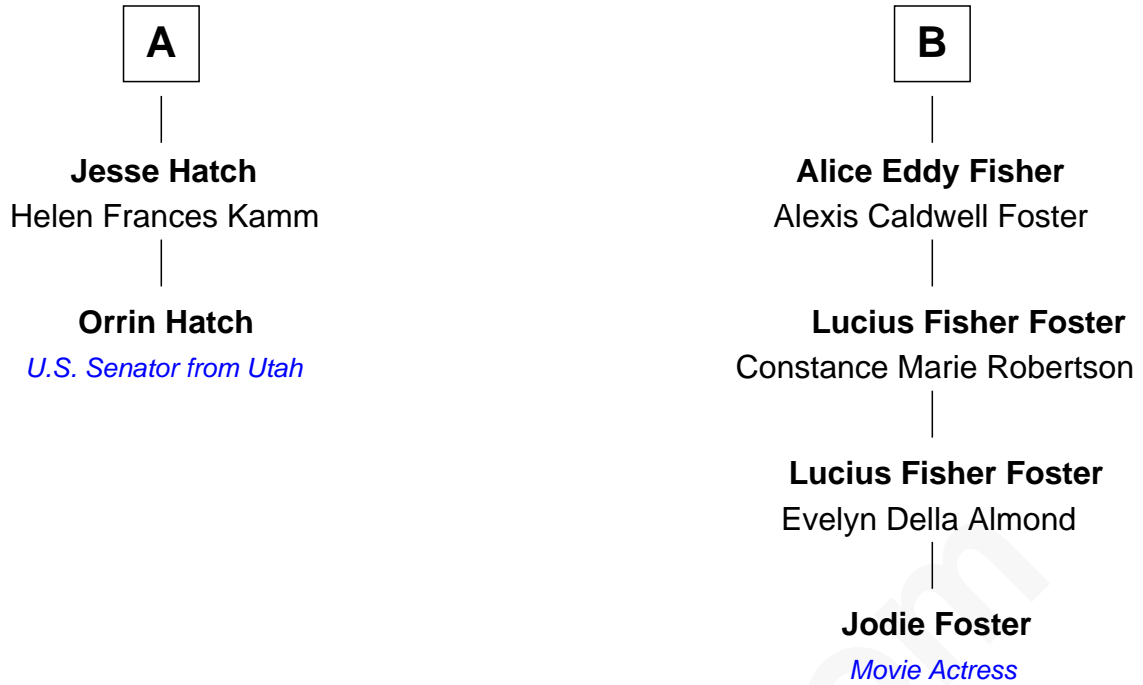 A
Jesse Hatch
Helen Frances Kamm
Orrin Hatch
U.S. Senator from Utah
B
Alice Eddy Fisher
Alexis Caldwell Foster
Lucius Fisher Foster
Constance Marie Robertson
Lucius Fisher Foster
Evelyn Della Almond
Jodie Foster
Movie Actress